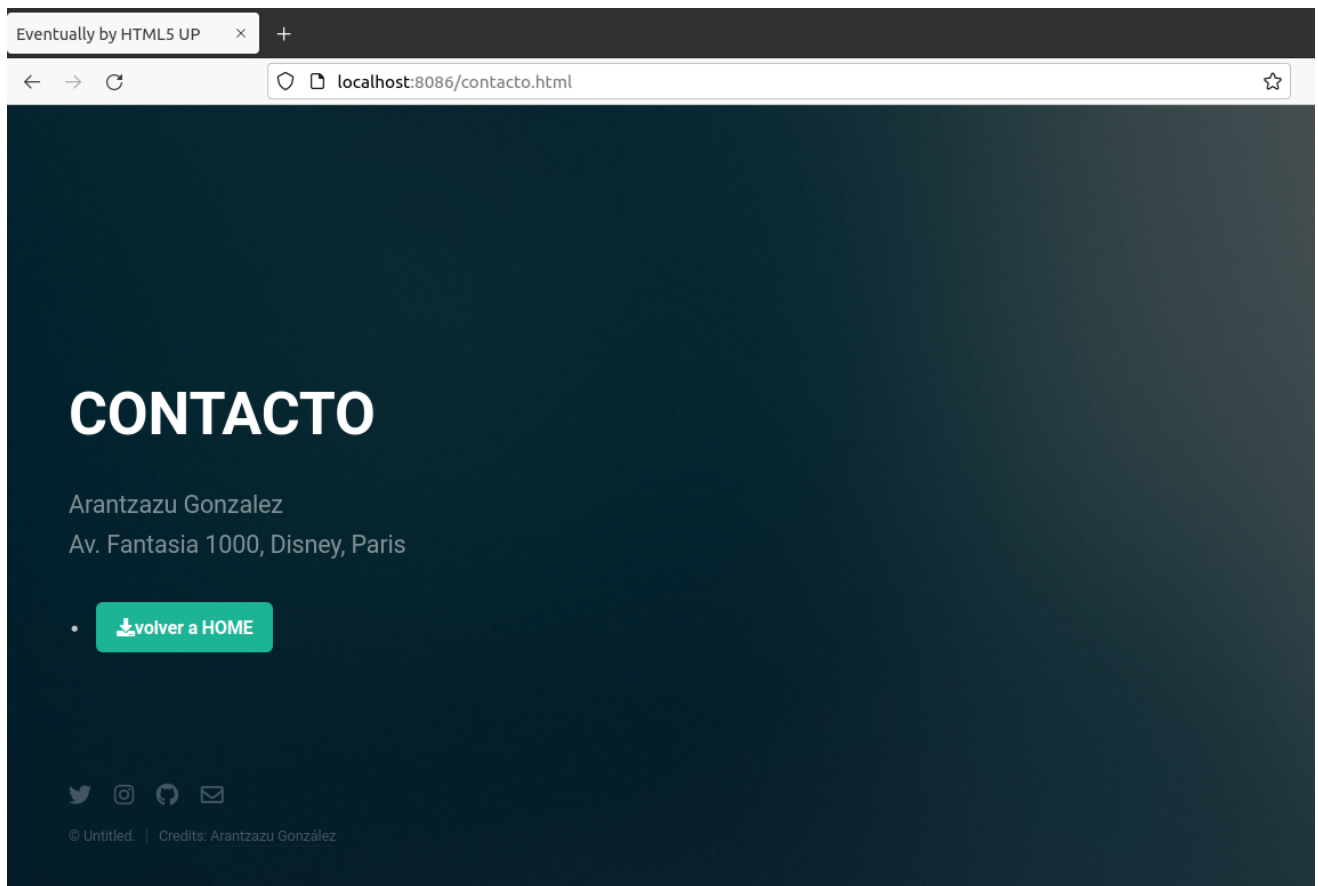 Eventually by HTML5 UP
localhost:8086/contacto.html
CONTACTO
Arantzazu Gonzalez
Av. Fantasia 1000, Disney, Paris
volver a HOME
© Untitled. | Credits: Arantzazu González